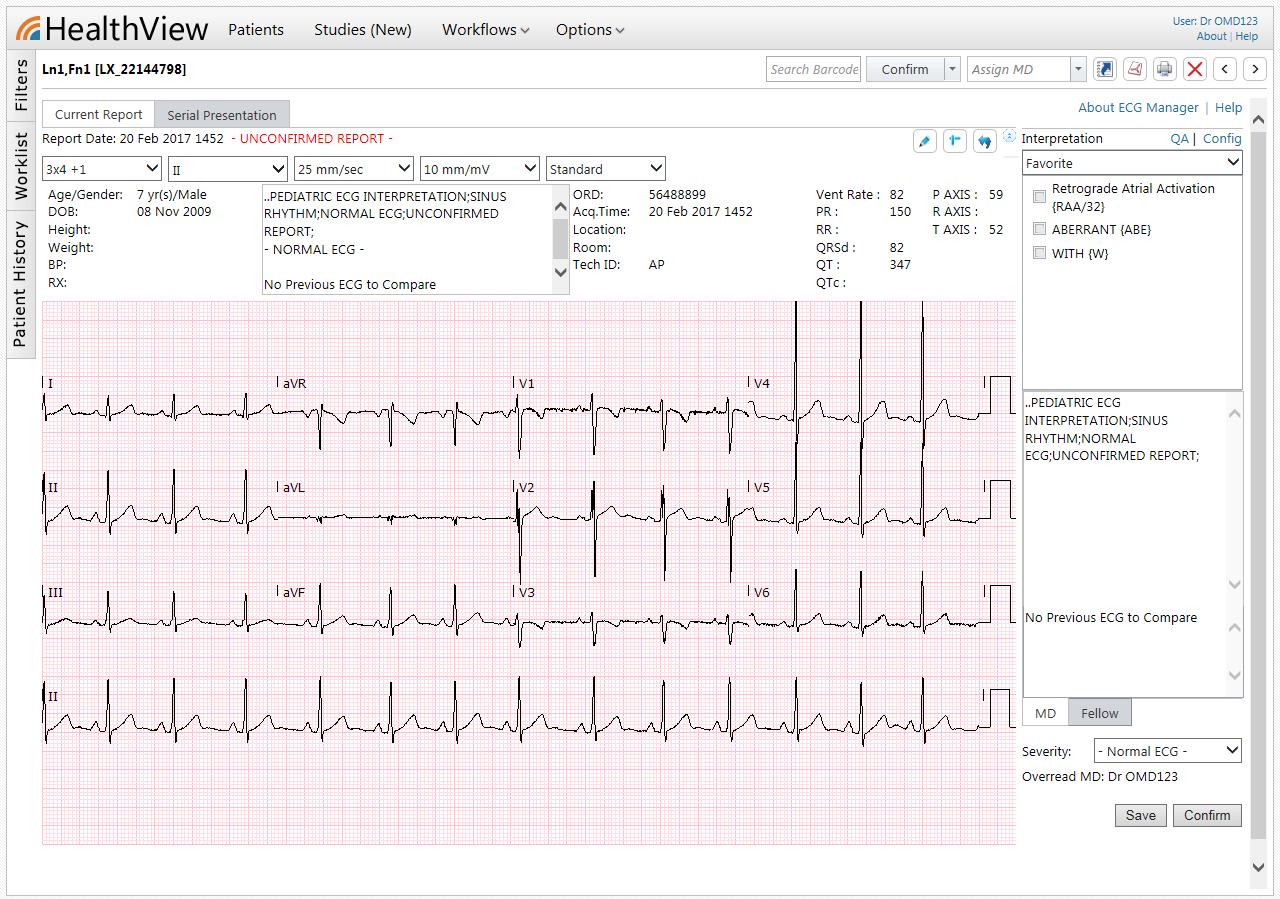 HealthView
Patients
Studies (New)
Workflows
Options
User: Dr OMD123
About | Help
Filters
Worklist
Patient History
Ln1,Fn1 [LX_22144798]
Search Barcode
Confirm
Assign MD
Current Report
Serial Presentation
About ECG Manager | Help
Report Date: 20 Feb 2017 1452 - UNCONFIRMED REPORT -
3x4 +1
II
25 mm/sec
10 mm/mV
Standard
Age/Gender: 7 yr(s)/Male
DOB: 08 Nov 2009
Height:
Weight:
BP:
RX:
..PEDIATRIC ECG INTERPRETATION;SINUS
RHYTHM;NORMAL ECG;UNCONFIRMED
REPORT;
- NORMAL ECG -
No Previous ECG to Compare
ORD: 56488899
Acq.Time: 20 Feb 2017 1452
Location:
Room:
Tech ID: AP
Vent Rate : 82
PR : 150
RR :
QRSd : 82
QT : 347
QTc :
P AXIS : 59
R AXIS :
T AXIS : 52
I
aVR
V1
V4
II
aVL
V2
V5
III
aVF
V3
V6
II
Interpretation
QA | Config
Favorite
Retrograde Atrial Activation
{RAA/32}
ABERRANT {ABE}
WITH {W}
..PEDIATRIC ECG
INTERPRETATION;SINUS
RHYTHM;NORMAL
ECG;UNCONFIRMED REPORT;
No Previous ECG to Compare
MD
Fellow
Severity: - Normal ECG -
Overread MD: Dr OMD123
Save
Confirm